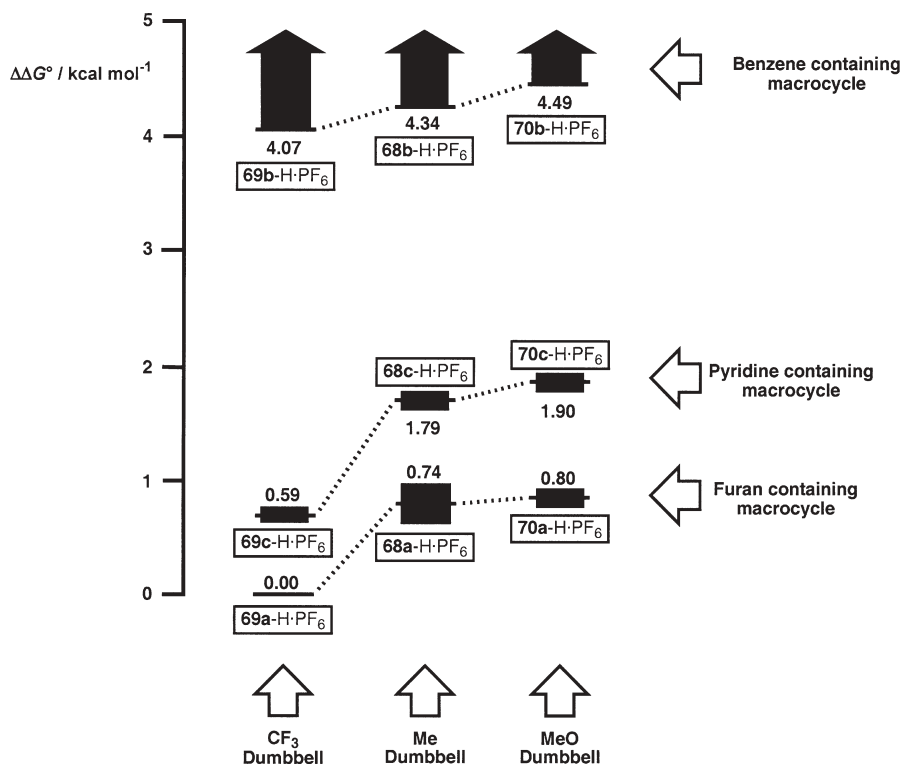 5
ΔΔG° / kcal mol⁻¹
Benzene containing
macrocycle
4.07
4.34
4.49
4
69b-H·PF₆
68b-H·PF₆
70b-H·PF₆
3
2
68c-H·PF₆
70c-H·PF₆
Pyridine containing
macrocycle
1.79
1.90
1
0.59
0.74
0.80
Furan containing
macrocycle
69c-H·PF₆
68a-H·PF₆
70a-H·PF₆
0
0.00
69a-H·PF₆
CF₃
Dumbbell
Me
Dumbbell
MeO
Dumbbell